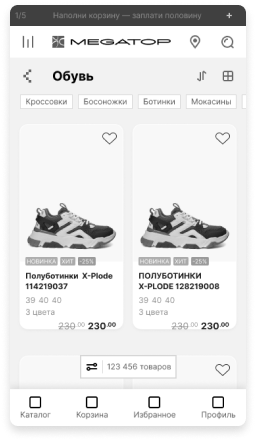 1/5 Наполни корзину — заплати половину +
MEGATOP
Обувь
Кроссовки Босоножки Ботинки Мокасины
НОВИНКА ХИТ -25% НОВИНКА ХИТ -25%
Полуботинки X-Plode ПОЛУБОТИНКИ
114219037 X-PLODE 128219008
39 40 40 39 40 40
3 цвета 3 цвета
230.00 230.00 230.00 230.00
123 456 товаров
Каталог Корзина Избранное Профиль